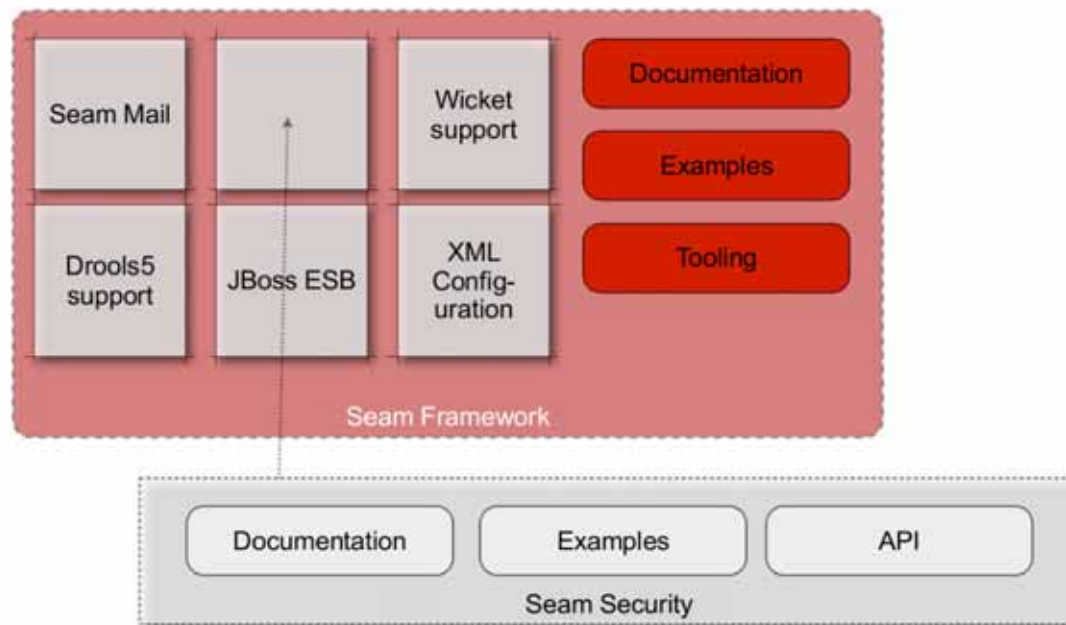 Seam Mail
Wicket
support
Documentation
Examples
Tooling
Drools5
support
JBoss ESB
XML
Config-
uration
Seam Framework
Documentation
Examples
API
Seam Security